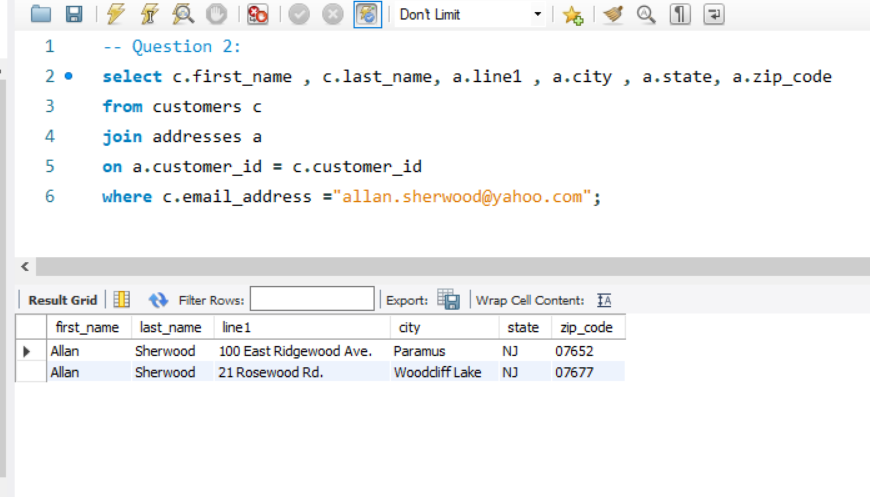 Don't Limit
1 -- Question 2:
2 select c.first_name , c.last_name, a.line1 , a.city , a.state, a.zip_code
3 from customers c
4 join addresses a
5 on a.customer_id = c.customer_id
6 where c.email_address ="allan.sherwood@yahoo.com";
Result Grid Filter Rows: Export: Wrap Cell Content: IA
first_name last_name line1 city state zip_code
Allan Sherwood 100 East Ridgewood Ave. Paramus NJ 07652
Allan Sherwood 21 Rosewood Rd. Woodcliff Lake NJ 07677